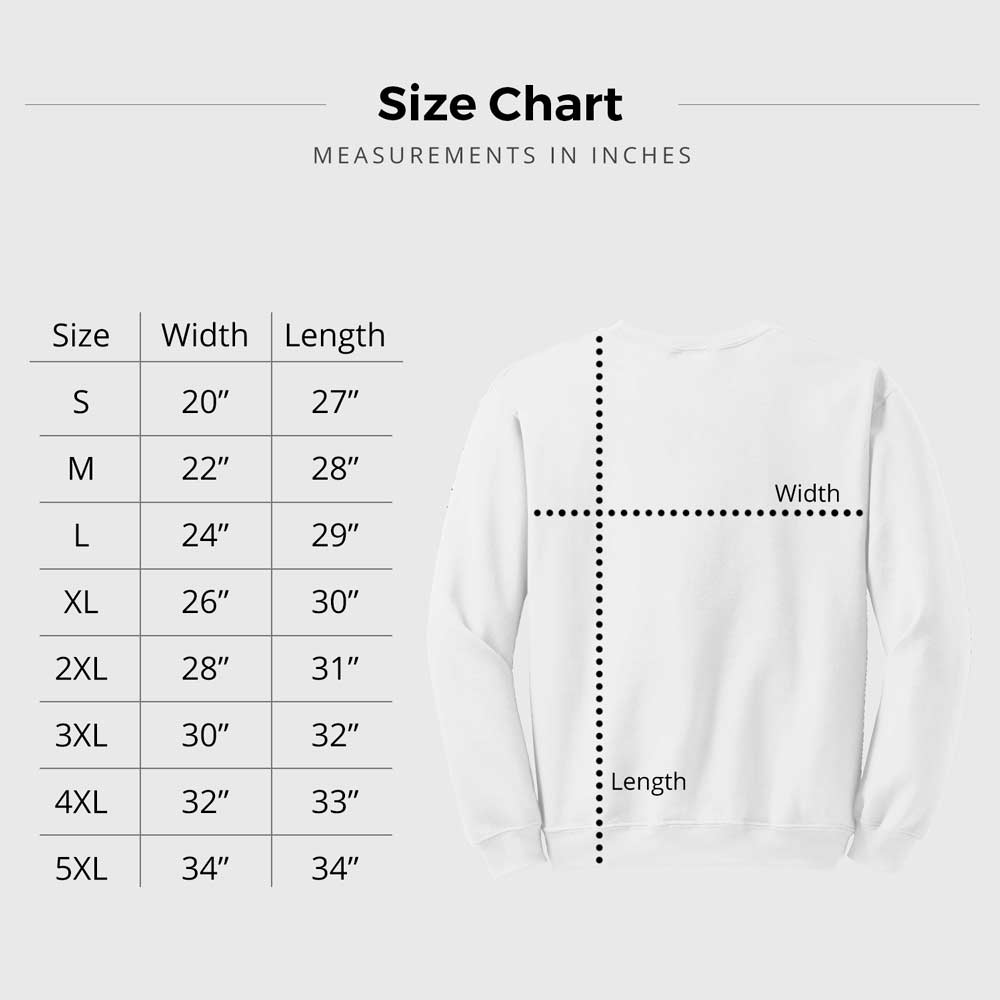 Size Chart
MEASUREMENTS IN INCHES
Size Width Length
S 20” 27”
M 22” 28”
L 24” 29”
XL 26” 30”
2XL 28” 31”
3XL 30” 32”
4XL 32” 33”
5XL 34” 34”
Width
Length